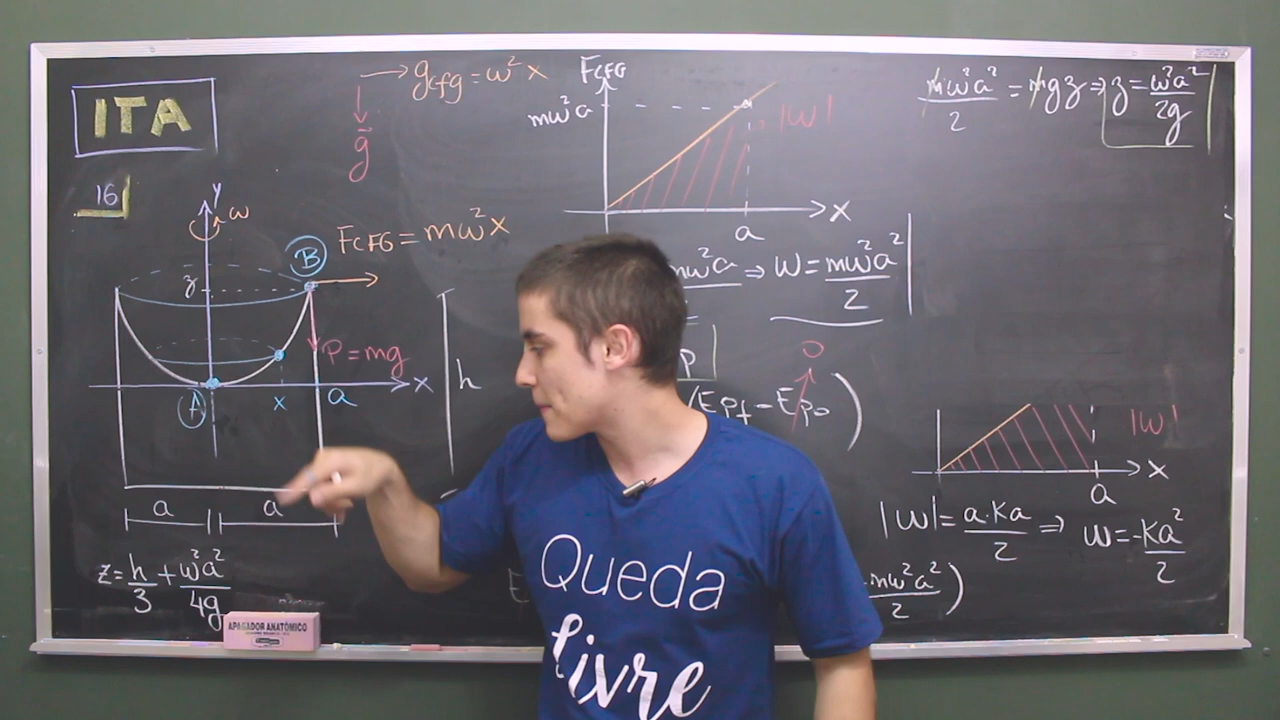 ITA
16
g_cfg = ω²x
g⃗
y
ω
F_CFG = mω²x
B
z
P = mg
x
A
x
a
h
a
a
z = h/3 + ω²a²/4g
APAGADOR ANATÔMICO
F_CFG
mω²a
|W|
x
a
mω²a ⇒ W = mω²a²/2
P
0
(Epf - Epo)
mω²a²/2 = mgz ⇒ z = ω²a²/2g
|W|
x
a
|W| = a·Ka/2 ⇒ W = -Ka²/2
E
mω²a²/2)
Queda
livre